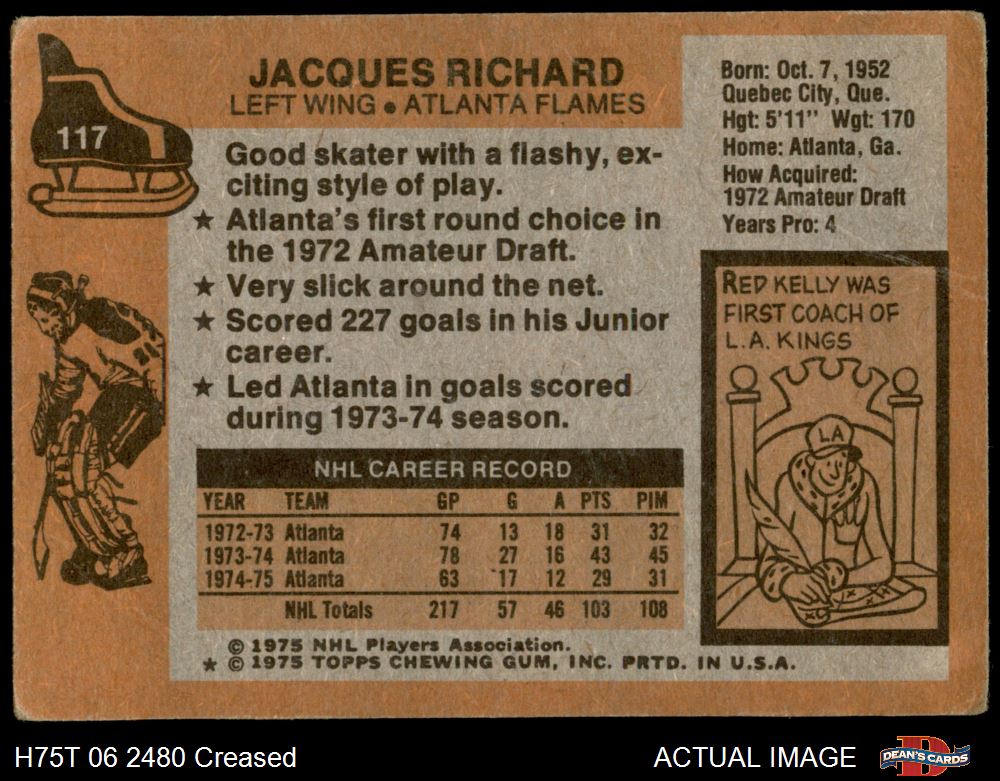 117
JACQUES RICHARD
LEFT WING ● ATLANTA FLAMES
Good skater with a flashy, ex-
citing style of play.
★ Atlanta's first round choice in
the 1972 Amateur Draft.
★ Very slick around the net.
★ Scored 227 goals in his Junior
career.
★ Led Atlanta in goals scored
during 1973-74 season.
Born: Oct. 7, 1952
Quebec City, Que.
Hgt: 5'11" Wgt: 170
Home: Atlanta, Ga.
How Acquired:
1972 Amateur Draft
Years Pro: 4
RED KELLY WAS
FIRST COACH OF
L.A. KINGS
LA
NHL CAREER RECORD
YEAR TEAM GP G A PTS PIM
1972-73 Atlanta 74 13 18 31 32
1973-74 Atlanta 78 27 16 43 45
1974-75 Atlanta 63 17 12 29 31
NHL Totals 217 57 46 103 108
© 1975 NHL Players Association.
★ © 1975 TOPPS CHEWING GUM, INC. PRTD. IN U.S.A.
H75T 06 2480 Creased
ACTUAL IMAGE
D
DEAN'S CARDS